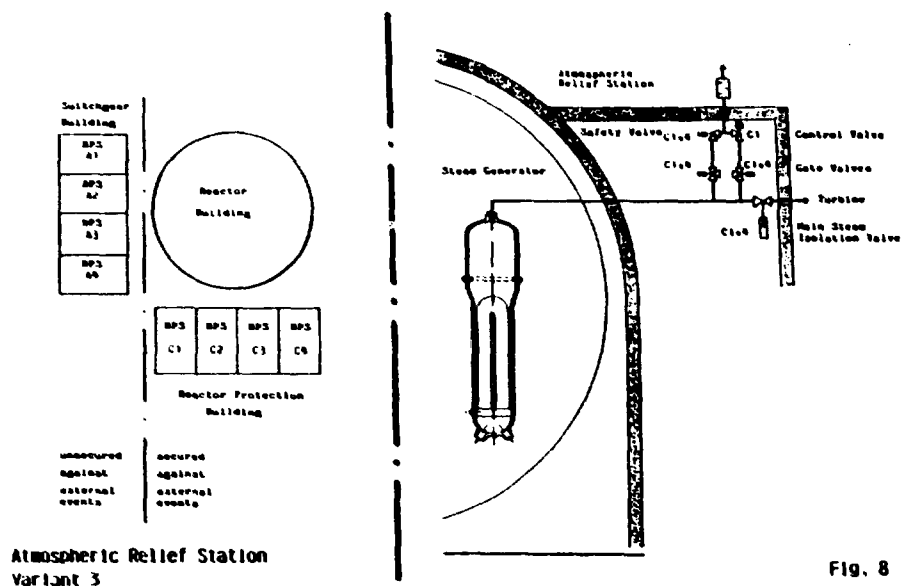 Switchgear
Building
RPS
A1
RPS
A2
RPS
A3
RPS
A4
Reactor
Building
RPS
C1
RPS
C2
RPS
C3
RPS
C4
Reactor Protection
Building
unsecured
against
external
events
secured
against
external
events
Atmospheric Relief Station
Variant 3
Atmospheric
Relief Station
Safety Valve
C1
Control Valve
Steam Generator
Gate Valves
Turbine
Main Steam
Isolation Valve
Fig. 8